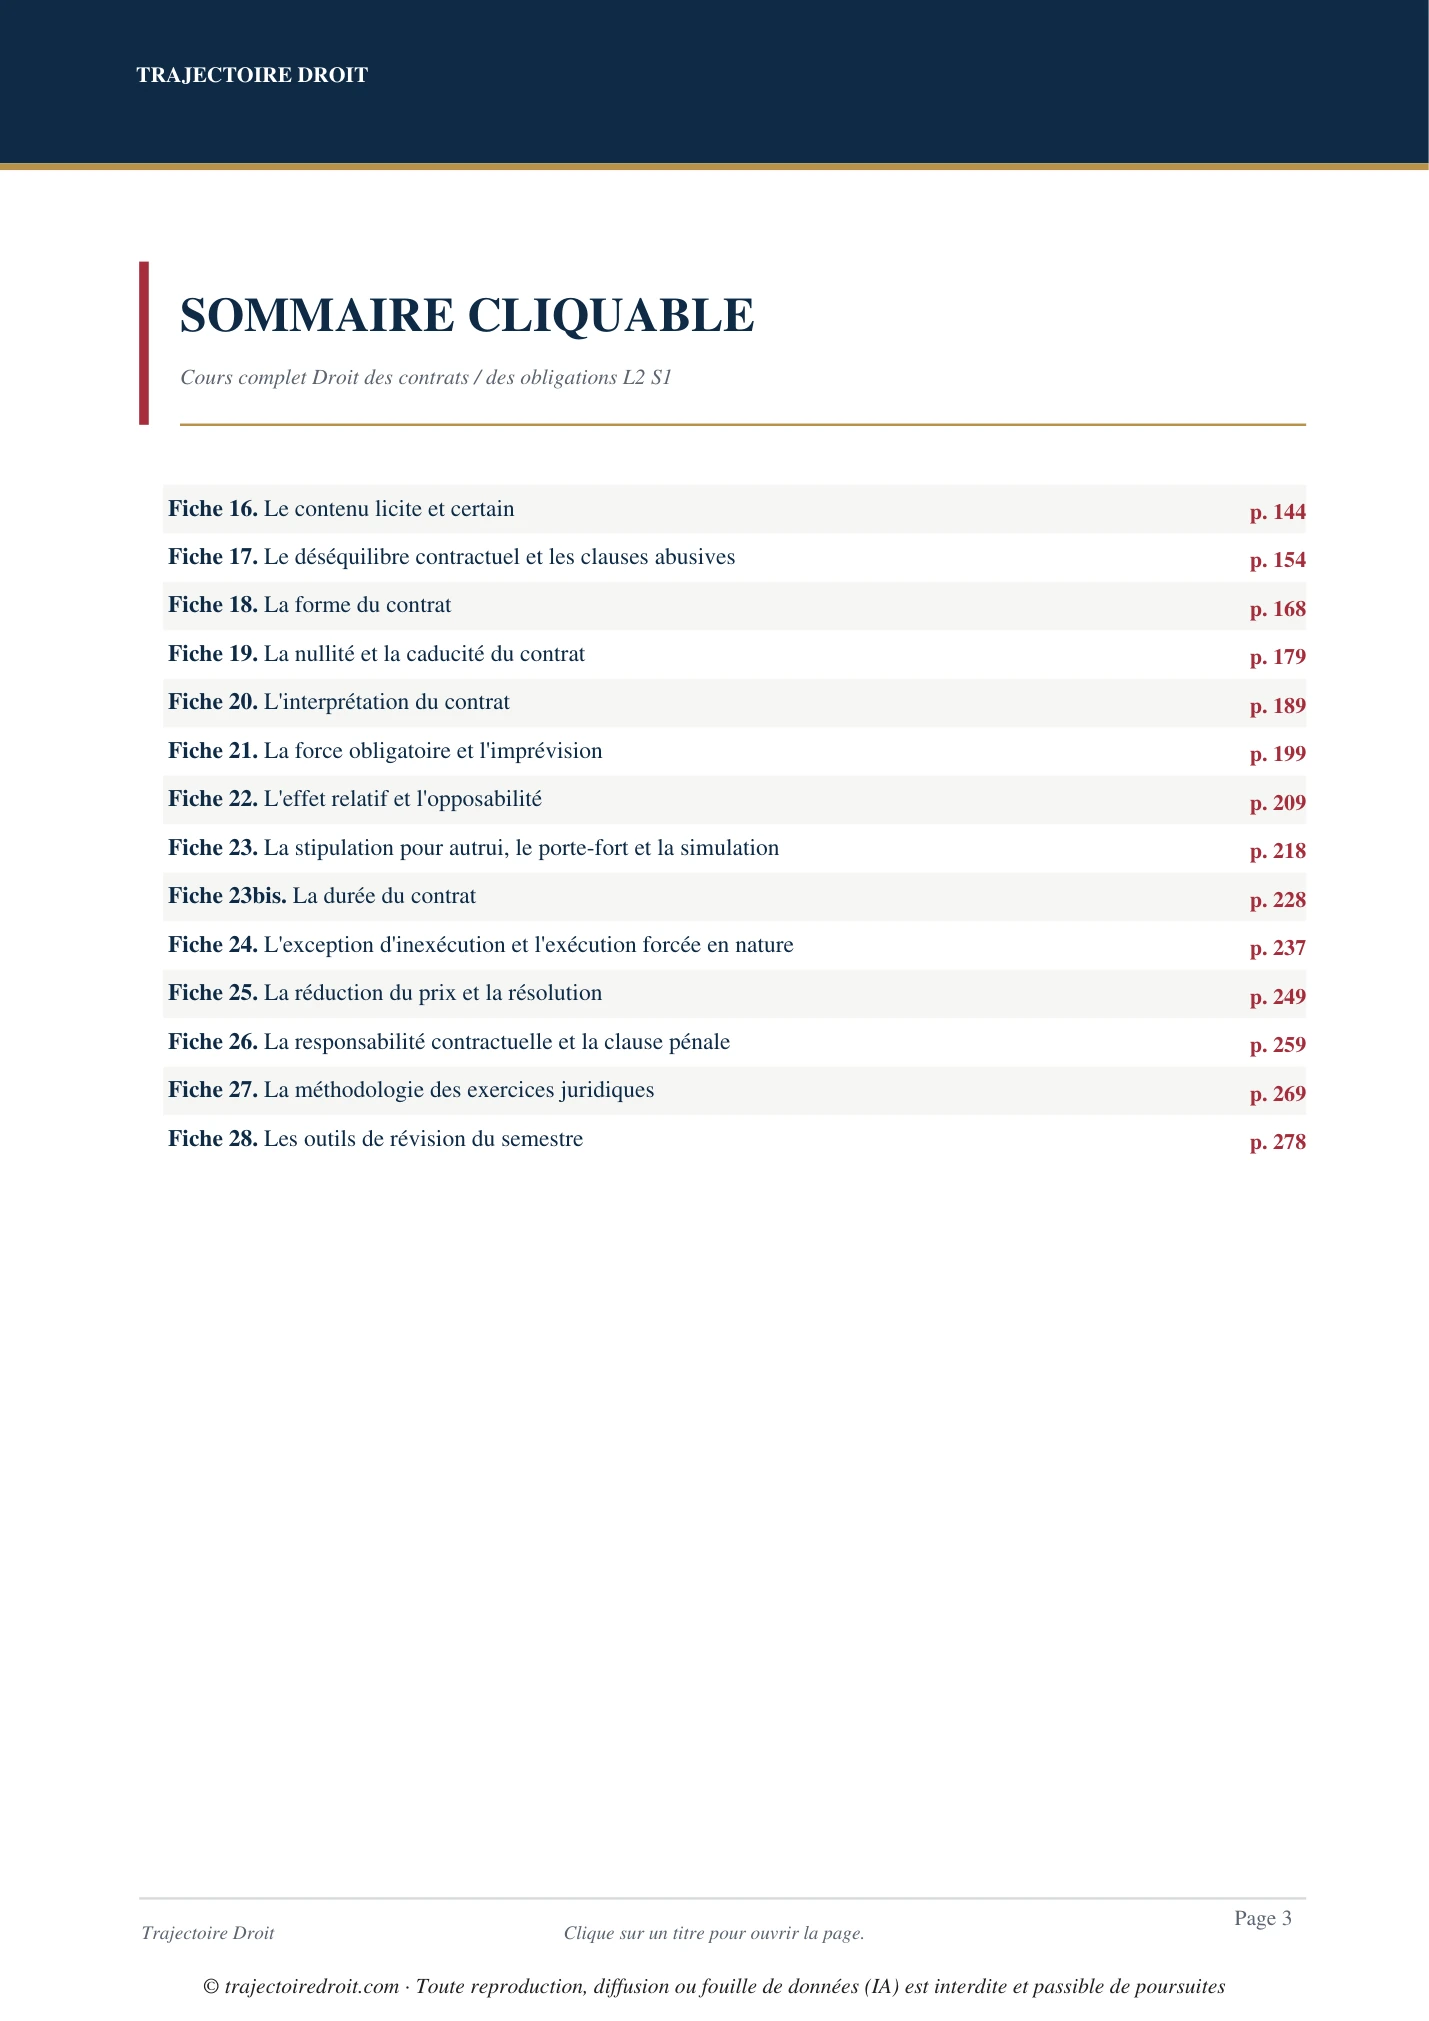 TRAJECTOIRE DROIT
SOMMAIRE CLIQUABLE
Cours complet Droit des contrats / des obligations L2 S1
Fiche 16. Le contenu licite et certain p. 144
Fiche 17. Le déséquilibre contractuel et les clauses abusives p. 154
Fiche 18. La forme du contrat p. 168
Fiche 19. La nullité et la caducité du contrat p. 179
Fiche 20. L'interprétation du contrat p. 189
Fiche 21. La force obligatoire et l'imprévision p. 199
Fiche 22. L'effet relatif et l'opposabilité p. 209
Fiche 23. La stipulation pour autrui, le porte-fort et la simulation p. 218
Fiche 23bis. La durée du contrat p. 228
Fiche 24. L'exception d'inexécution et l'exécution forcée en nature p. 237
Fiche 25. La réduction du prix et la résolution p. 249
Fiche 26. La responsabilité contractuelle et la clause pénale p. 259
Fiche 27. La méthodologie des exercices juridiques p. 269
Fiche 28. Les outils de révision du semestre p. 278
Trajectoire Droit Clique sur un titre pour ouvrir la page. Page 3
© trajectoiredroit.com · Toute reproduction, diffusion ou fouille de données (IA) est interdite et passible de poursuites